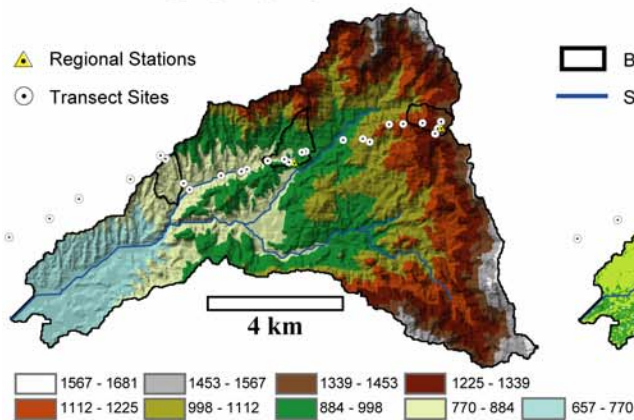 Regional Stations
Transect Sites
B
S
4 km
1567 - 1681 1453 - 1567 1339 - 1453 1225 - 1339
1112 - 1225 998 - 1112 884 - 998 770 - 884 657 - 770